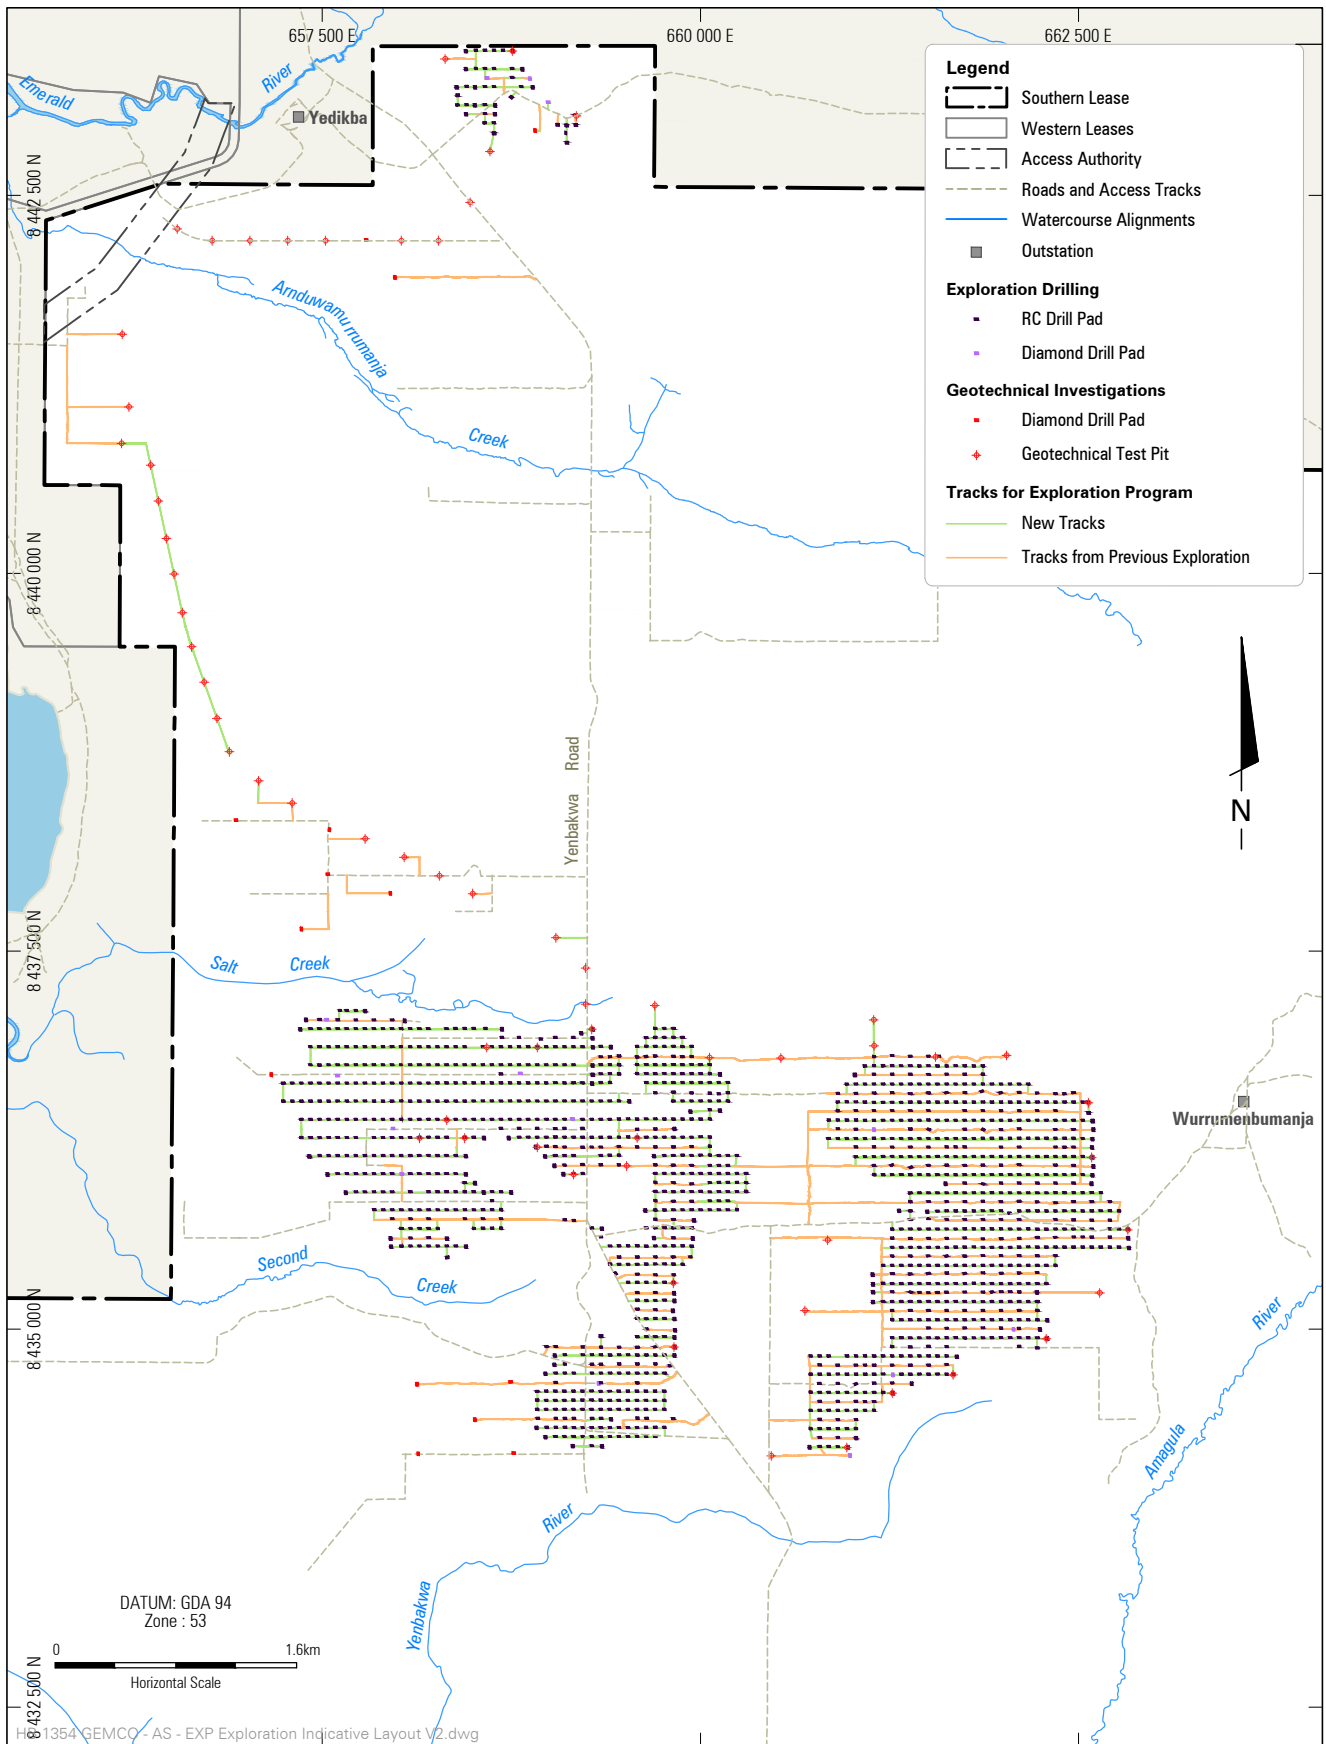 657 500 E
660 000 E
662 500 E
8 442 500 N
8 440 000 N
8 437 500 N
8 435 000 N
8 432 500 N
Emerald
River
Yedikba
Legend
Southern Lease
Western Leases
Access Authority
Roads and Access Tracks
Watercourse Alignments
Outstation
Exploration Drilling
RC Drill Pad
Diamond Drill Pad
Geotechnical Investigations
Diamond Drill Pad
Geotechnical Test Pit
Tracks for Exploration Program
New Tracks
Tracks from Previous Exploration
Arnduwamurrumanja
Creek
Yenbakwa Road
N
Salt Creek
Wurrumenbumanja
Second
Creek
River
Amagula
River
Yenbakwa
DATUM: GDA 94
Zone : 53
0 1.6km
Horizontal Scale
HB 1354 GEMCO - AS - EXP Exploration Indicative Layout V2.dwg